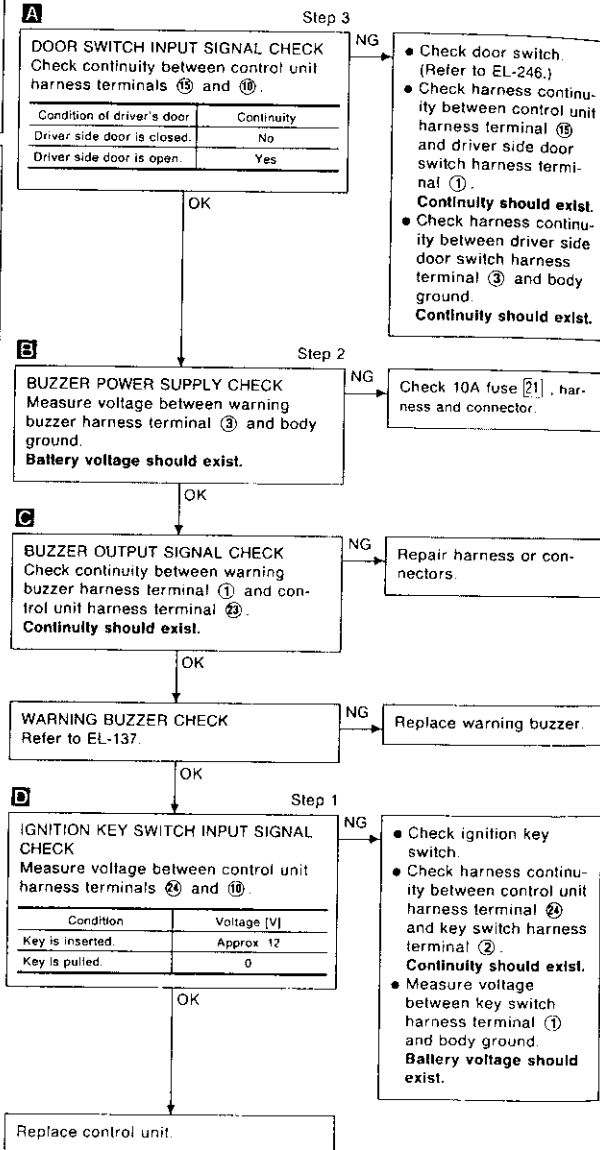 A
Step 3
DOOR SWITCH INPUT SIGNAL CHECK
Check continuity between control unit
harness terminals ⑮ and ⑩.
Condition of driver's door Continuity
Driver side door is closed. No
Driver side door is open. Yes
NG
● Check door switch.
(Refer to EL-246.)
● Check harness continu-
ity between control unit
harness terminal ⑮
and driver side door
switch harness termi-
nal ①.
Continuity should exist.
● Check harness continu-
ity between driver side
door switch harness
terminal ③ and body
ground.
Continuity should exist.
OK
B
Step 2
BUZZER POWER SUPPLY CHECK
Measure voltage between warning
buzzer harness terminal ③ and body
ground.
Battery voltage should exist.
NG
Check 10A fuse 21 , har-
ness and connector.
OK
C
BUZZER OUTPUT SIGNAL CHECK
Check continuity between warning
buzzer harness terminal ① and con-
trol unit harness terminal ㉓.
Continuity should exist.
NG
Repair harness or con-
nectors.
OK
WARNING BUZZER CHECK
Refer to EL-137.
NG
Replace warning buzzer.
OK
D
Step 1
IGNITION KEY SWITCH INPUT SIGNAL
CHECK
Measure voltage between control unit
harness terminals ㉔ and ⑩.
Condition Voltage [V]
Key is inserted. Approx 12
Key is pulled. 0
NG
● Check ignition key
switch.
● Check harness continu-
ity between control unit
harness terminal ㉔
and key switch harness
terminal ②.
Continuity should exist.
● Measure voltage
between key switch
harness terminal ①
and body ground.
Battery voltage should
exist.
OK
Replace control unit.